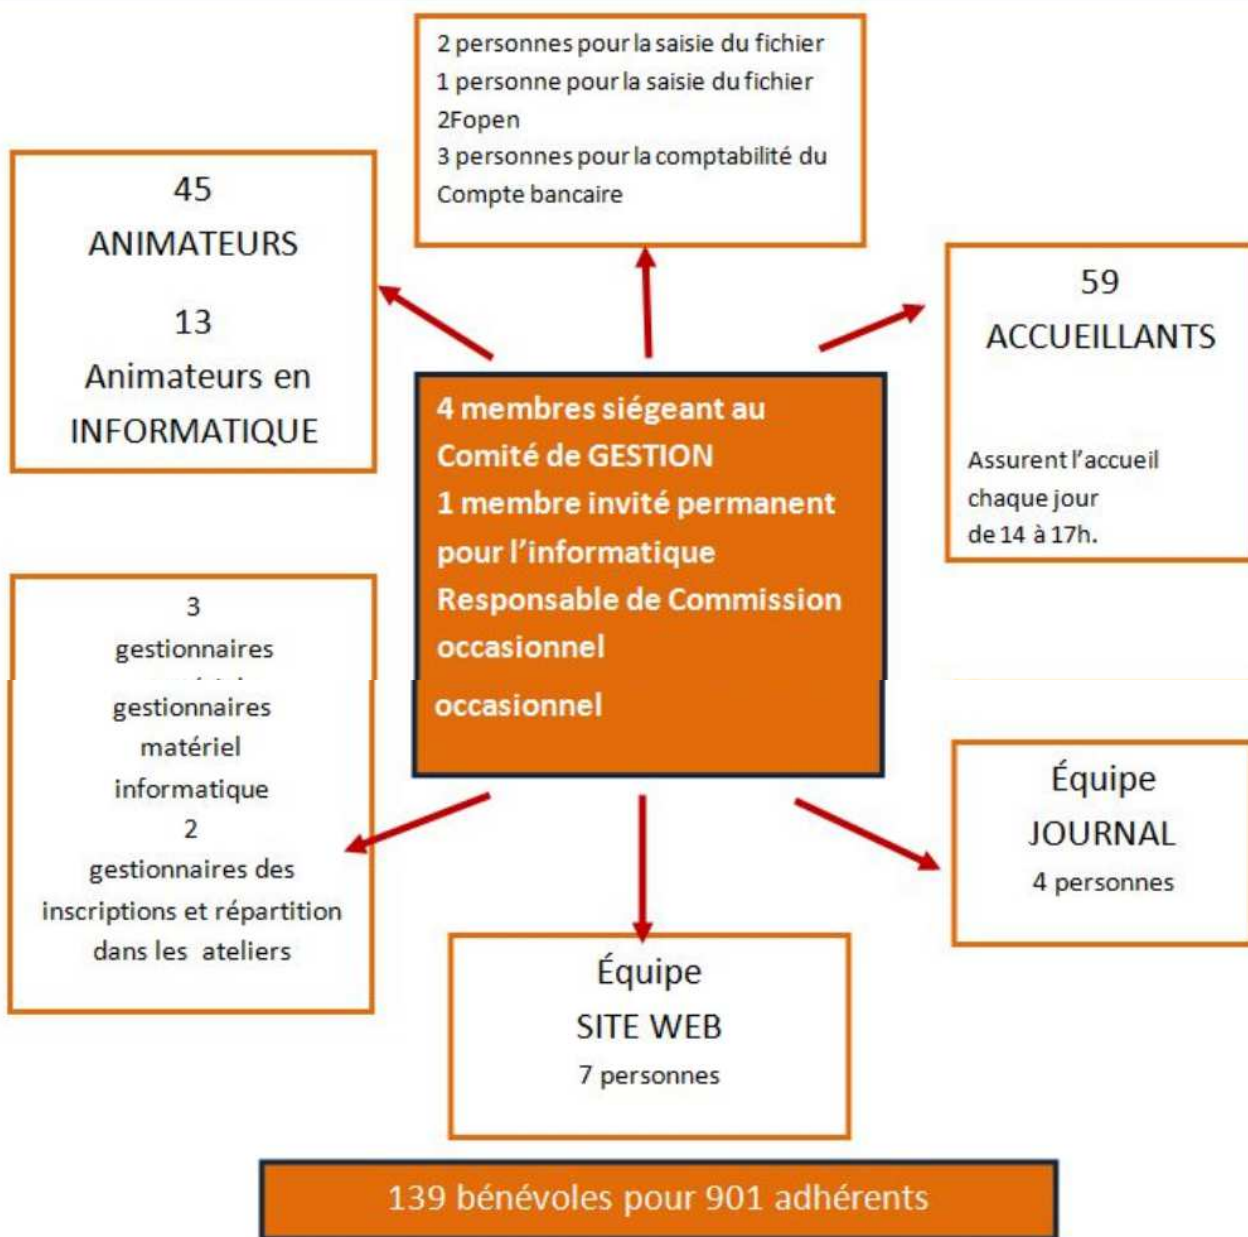 2 personnes pour la saisie du fichier
1 personne pour la saisie du fichier
2Fopen
3 personnes pour la comptabilité du
Compte bancaire
45
ANIMATEURS
13
Animateurs en
INFORMATIQUE
59
ACCUEILLANTS
Assurent l’accueil
chaque jour
de 14 à 17h.
4 membres siégeant au
Comité de GESTION
1 membre invité permanent
pour l’informatique
Responsable de Commission
occasionnel
occasionnel
3
gestionnaires
gestionnaires
matériel
informatique
2
gestionnaires des
inscriptions et répartition
dans les ateliers
Équipe
JOURNAL
4 personnes
Équipe
SITE WEB
7 personnes
139 bénévoles pour 901 adhérents